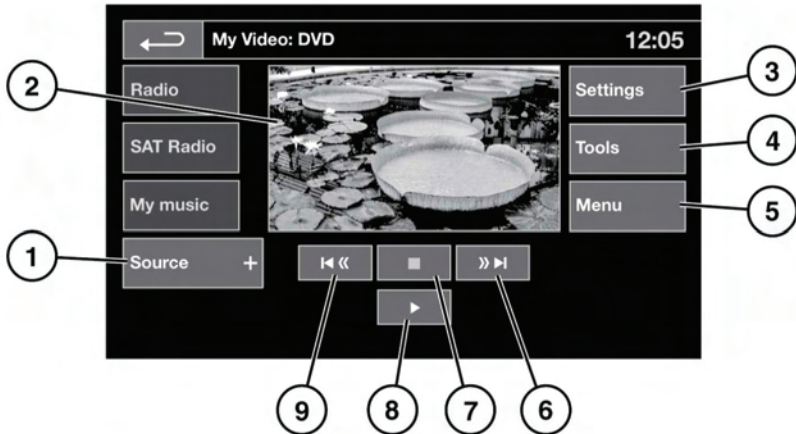 My Video: DVD 12:05
2 Radio Settings 3
SAT Radio Tools 4
My music Menu 5
1 Source +
9 8 7 6